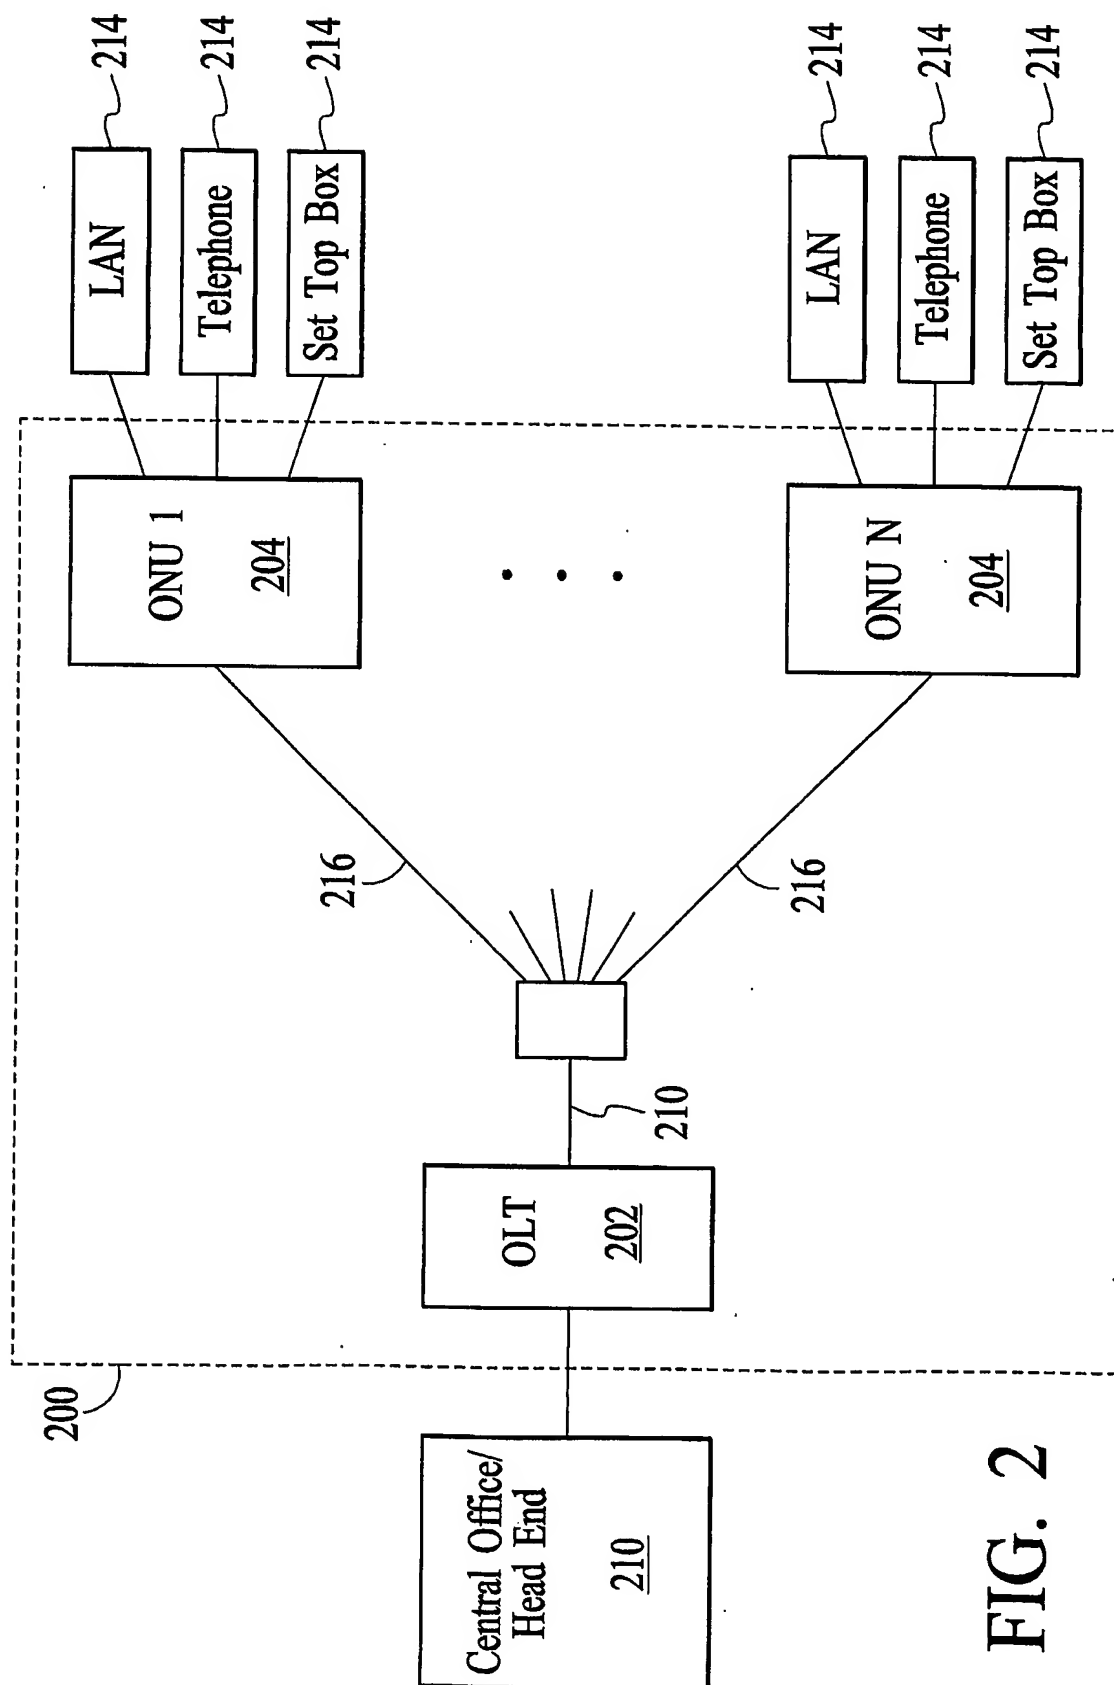 214
214
214
LAN
Telephone
Set Top Box
ONU 1
204
216
200
Central Office/
Head End
210
OLT
202
210
216
ONU N
204
LAN
Telephone
Set Top Box
214
214
214
FIG. 2